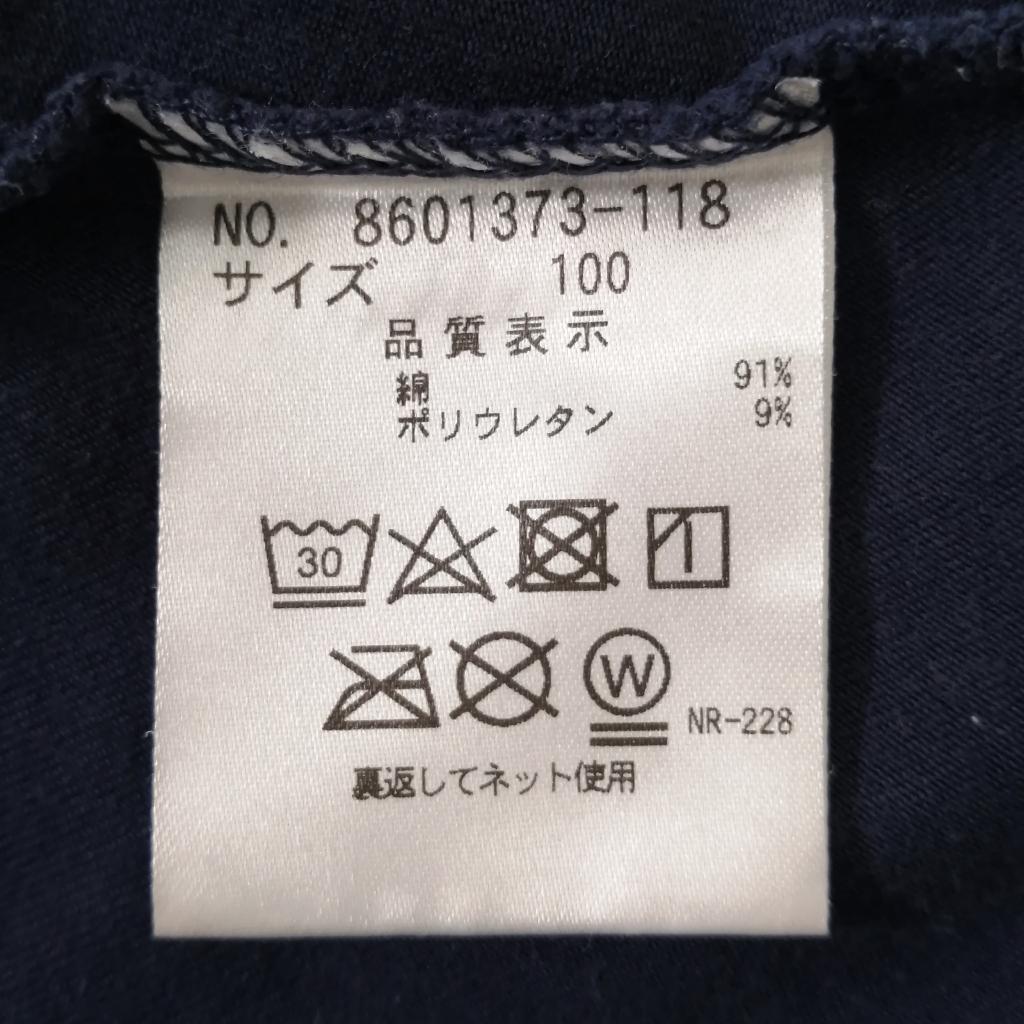 NO. 8601373-118
サイズ 100
品質表示
綿 91%
ポリウレタン 9%
30
W NR-228
裏返してネット使用